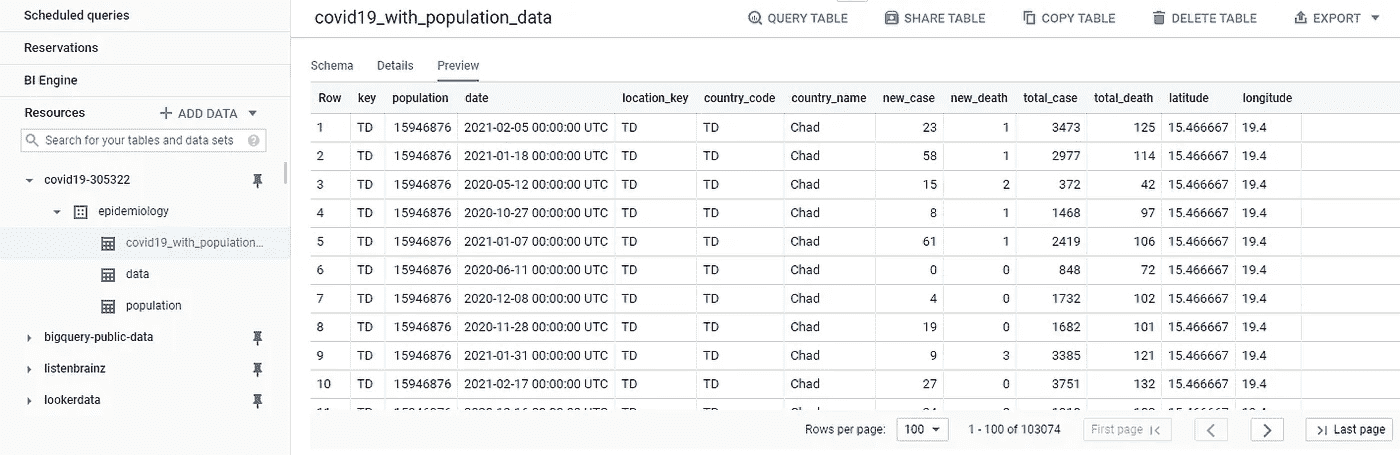 Scheduled queries
Reservations
BI Engine
Resources + ADD DATA
Search for your tables and data sets
covid19-305322
epidemiology
covid19_with_population...
data
population
bigquery-public-data
listenbrainz
lookerdata
covid19_with_population_data
QUERY TABLE SHARE TABLE COPY TABLE DELETE TABLE EXPORT
Schema Details Preview
Row key population date location_key country_code country_name new_case new_death total_case total_death latitude longitude
1 TD 15946876 2021-02-05 00:00:00 UTC TD TD Chad 23 1 3473 125 15.466667 19.4
2 TD 15946876 2021-01-18 00:00:00 UTC TD TD Chad 58 1 2977 114 15.466667 19.4
3 TD 15946876 2020-05-12 00:00:00 UTC TD TD Chad 15 2 372 42 15.466667 19.4
4 TD 15946876 2020-10-27 00:00:00 UTC TD TD Chad 8 1 1468 97 15.466667 19.4
5 TD 15946876 2021-01-07 00:00:00 UTC TD TD Chad 61 1 2419 106 15.466667 19.4
6 TD 15946876 2020-06-11 00:00:00 UTC TD TD Chad 0 0 848 72 15.466667 19.4
7 TD 15946876 2020-12-08 00:00:00 UTC TD TD Chad 4 0 1732 102 15.466667 19.4
8 TD 15946876 2020-11-28 00:00:00 UTC TD TD Chad 19 0 1682 101 15.466667 19.4
9 TD 15946876 2021-01-31 00:00:00 UTC TD TD Chad 9 3 3385 121 15.466667 19.4
10 TD 15946876 2021-02-17 00:00:00 UTC TD TD Chad 27 0 3751 132 15.466667 19.4
Rows per page: 100 1 - 100 of 103074 First page Last page